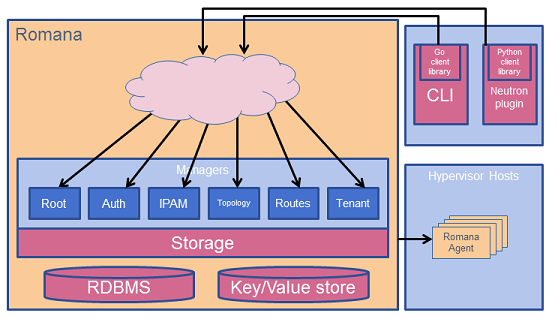 Romana
Managers
Root
Auth
IPAM
Topology
Routes
Tenant
Storage
RDBMS
Key/Value store
Go
client
library
CLI
Python
client
library
Neutron
plugin
Hypervisor Hosts
Romana
Agent